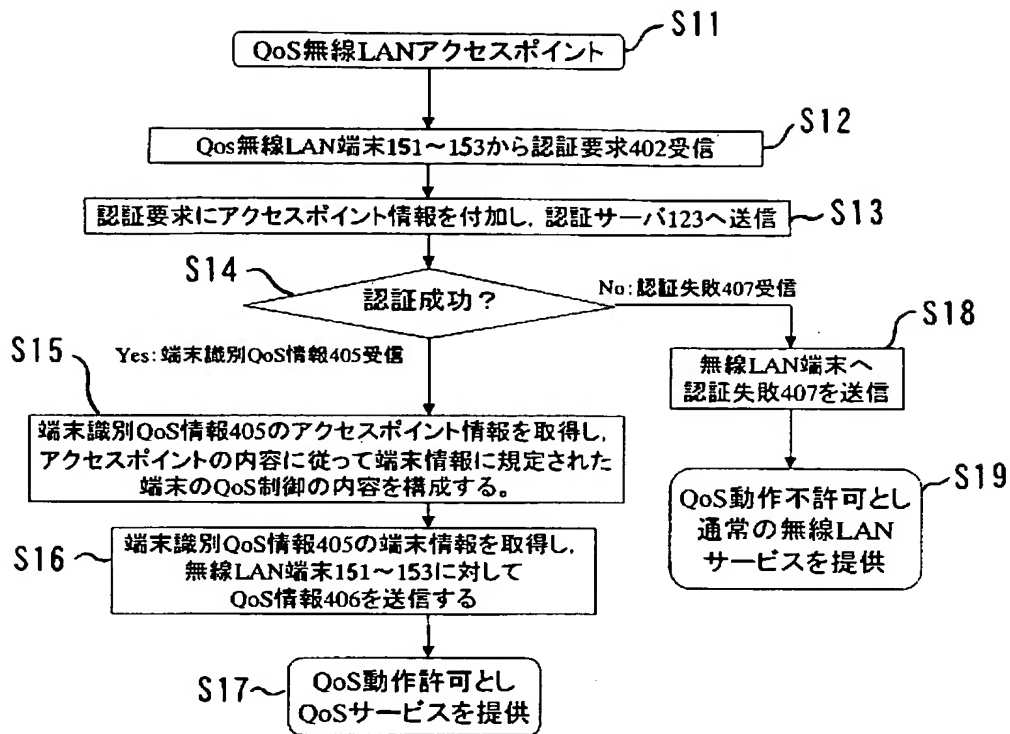 S11
QoS無線LANアクセスポイント
S12
Qos無線LAN端末151～153から認証要求402受信
S13
認証要求にアクセスポイント情報を付加し，認証サーバ123へ送信
S14
認証成功？
No：認証失敗407受信
Yes：端末識別QoS情報405受信
S18
無線LAN端末へ
認証失敗407を送信
S15
端末識別QoS情報405のアクセスポイント情報を取得し，
アクセスポイントの内容に従って端末情報に規定された
端末のQoS制御の内容を構成する。
S19
QoS動作不許可とし
通常の無線LAN
サービスを提供
S16
端末識別QoS情報405の端末情報を取得し，
無線LAN端末151～153に対して
QoS情報406を送信する
S17
QoS動作許可とし
QoSサービスを提供